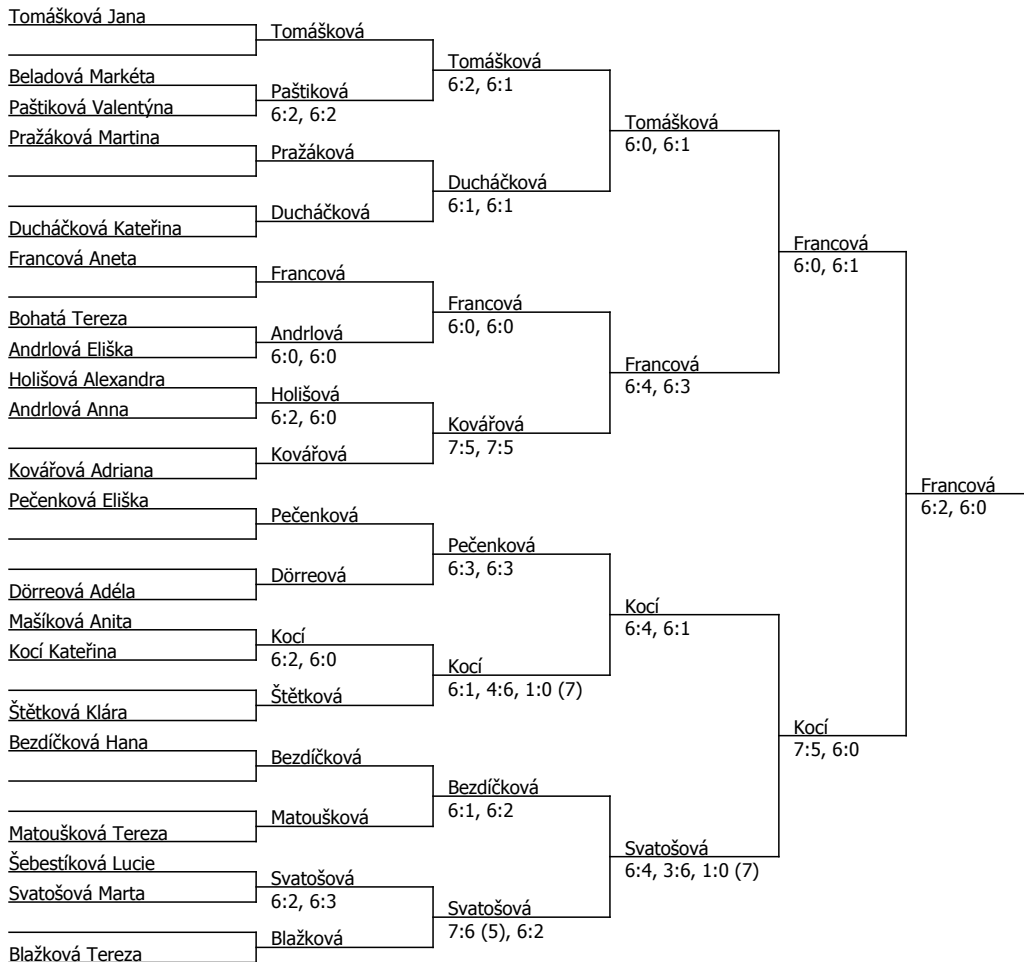 Tomášková Jana
Beladová Markéta
Paštiková Valentýna
Pražáková Martina
Ducháčková Kateřina
Francová Aneta
Bohatá Tereza
Andrlová Eliška
Holišová Alexandra
Andrlová Anna
Kovářová Adriana
Pečenková Eliška
Dörreová Adéla
Mašíková Anita
Kocí Kateřina
Štětková Klára
Bezdíčková Hana
Matoušková Tereza
Šebestíková Lucie
Svatošová Marta
Blažková Tereza
Tomášková
Paštiková
6:2, 6:2
Pražáková
Ducháčková
Francová
Andrlová
6:0, 6:0
Holišová
6:2, 6:0
Kovářová
Pečenková
Dörreová
Kocí
6:2, 6:0
Štětková
Bezdíčková
Matoušková
Svatošová
6:2, 6:3
Blažková
Tomášková
6:2, 6:1
Ducháčková
6:1, 6:1
Francová
6:0, 6:0
Kovářová
7:5, 7:5
Pečenková
6:3, 6:3
Kocí
6:1, 4:6, 1:0 (7)
Bezdíčková
6:1, 6:2
Svatošová
7:6 (5), 6:2
Tomášková
6:0, 6:1
Francová
6:4, 6:3
Kocí
6:4, 6:1
Svatošová
6:4, 3:6, 1:0 (7)
Francová
6:0, 6:1
Kocí
7:5, 6:0
Francová
6:2, 6:0